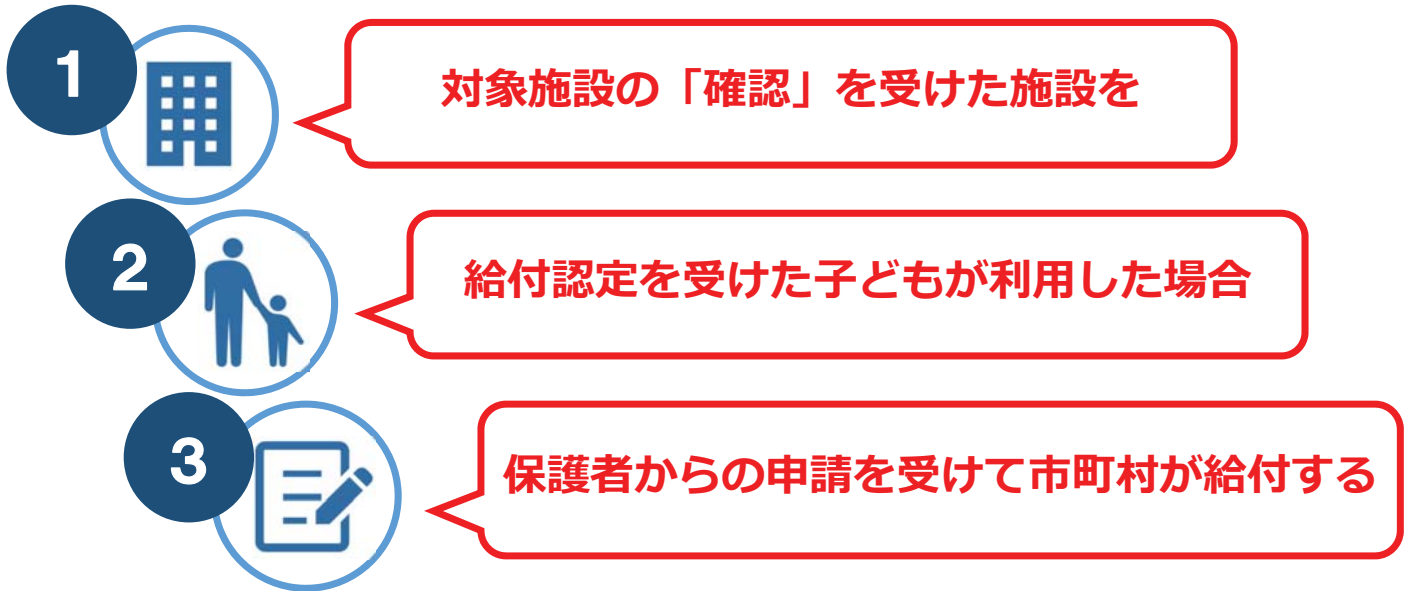 1
対象施設の「確認」を受けた施設を
2
給付認定を受けた子どもが利用した場合
3
保護者からの申請を受けて市町村が給付する